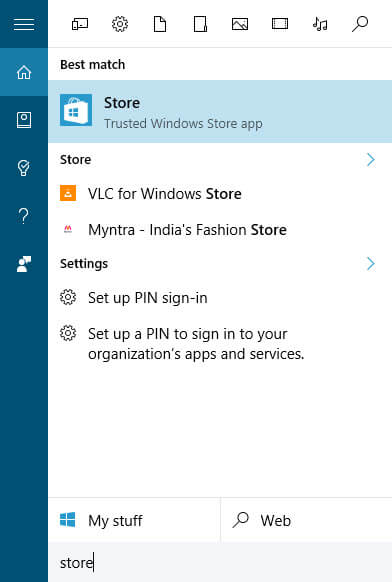 Best match
Store
Trusted Windows Store app
Store
VLC for Windows Store
Myntra - India's Fashion Store
Settings
Set up PIN sign-in
Set up a PIN to sign in to your
organization's apps and services.
My stuff
Web
store